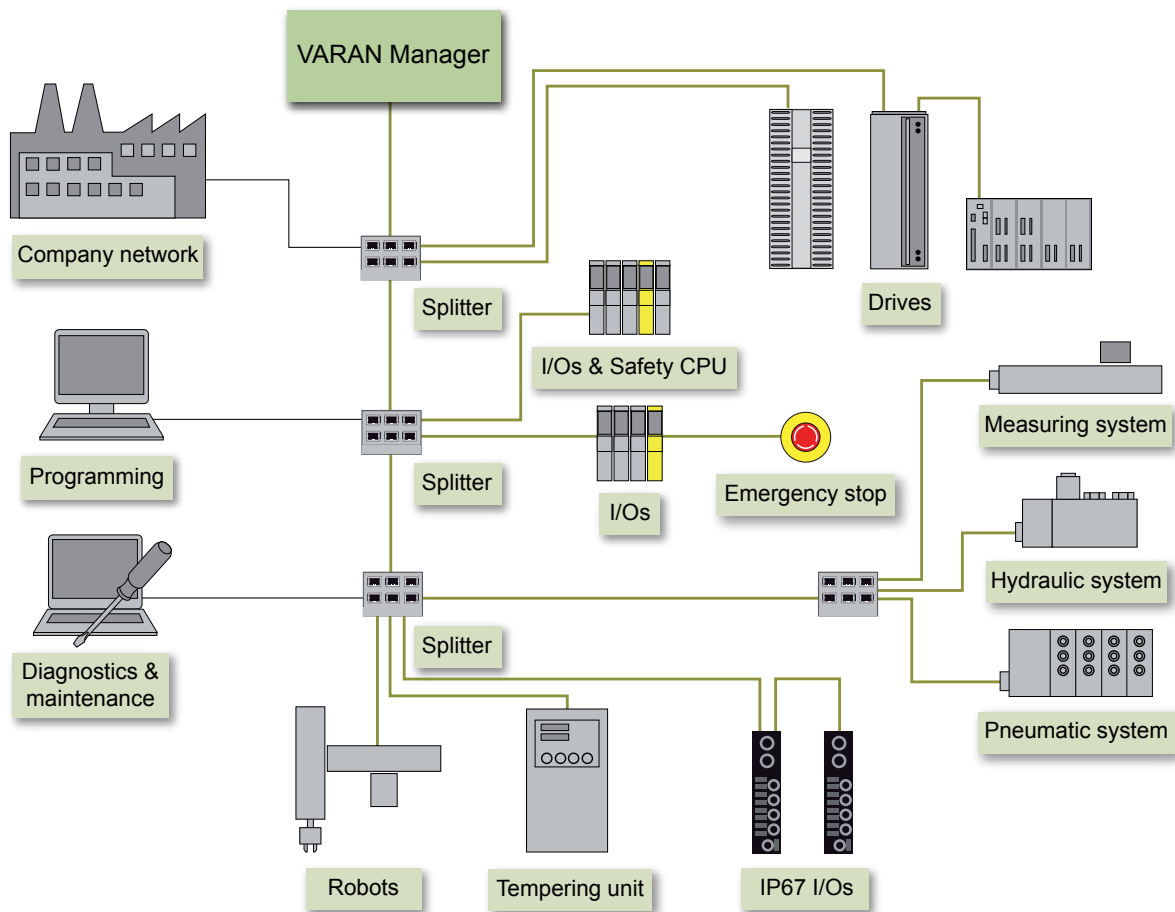 VARAN Manager
Company network
Splitter
Drives
I/Os & Safety CPU
Measuring system
Programming
Splitter
I/Os
Emergency stop
Hydraulic system
Diagnostics &
maintenance
Splitter
Pneumatic system
Robots
Tempering unit
IP67 I/Os